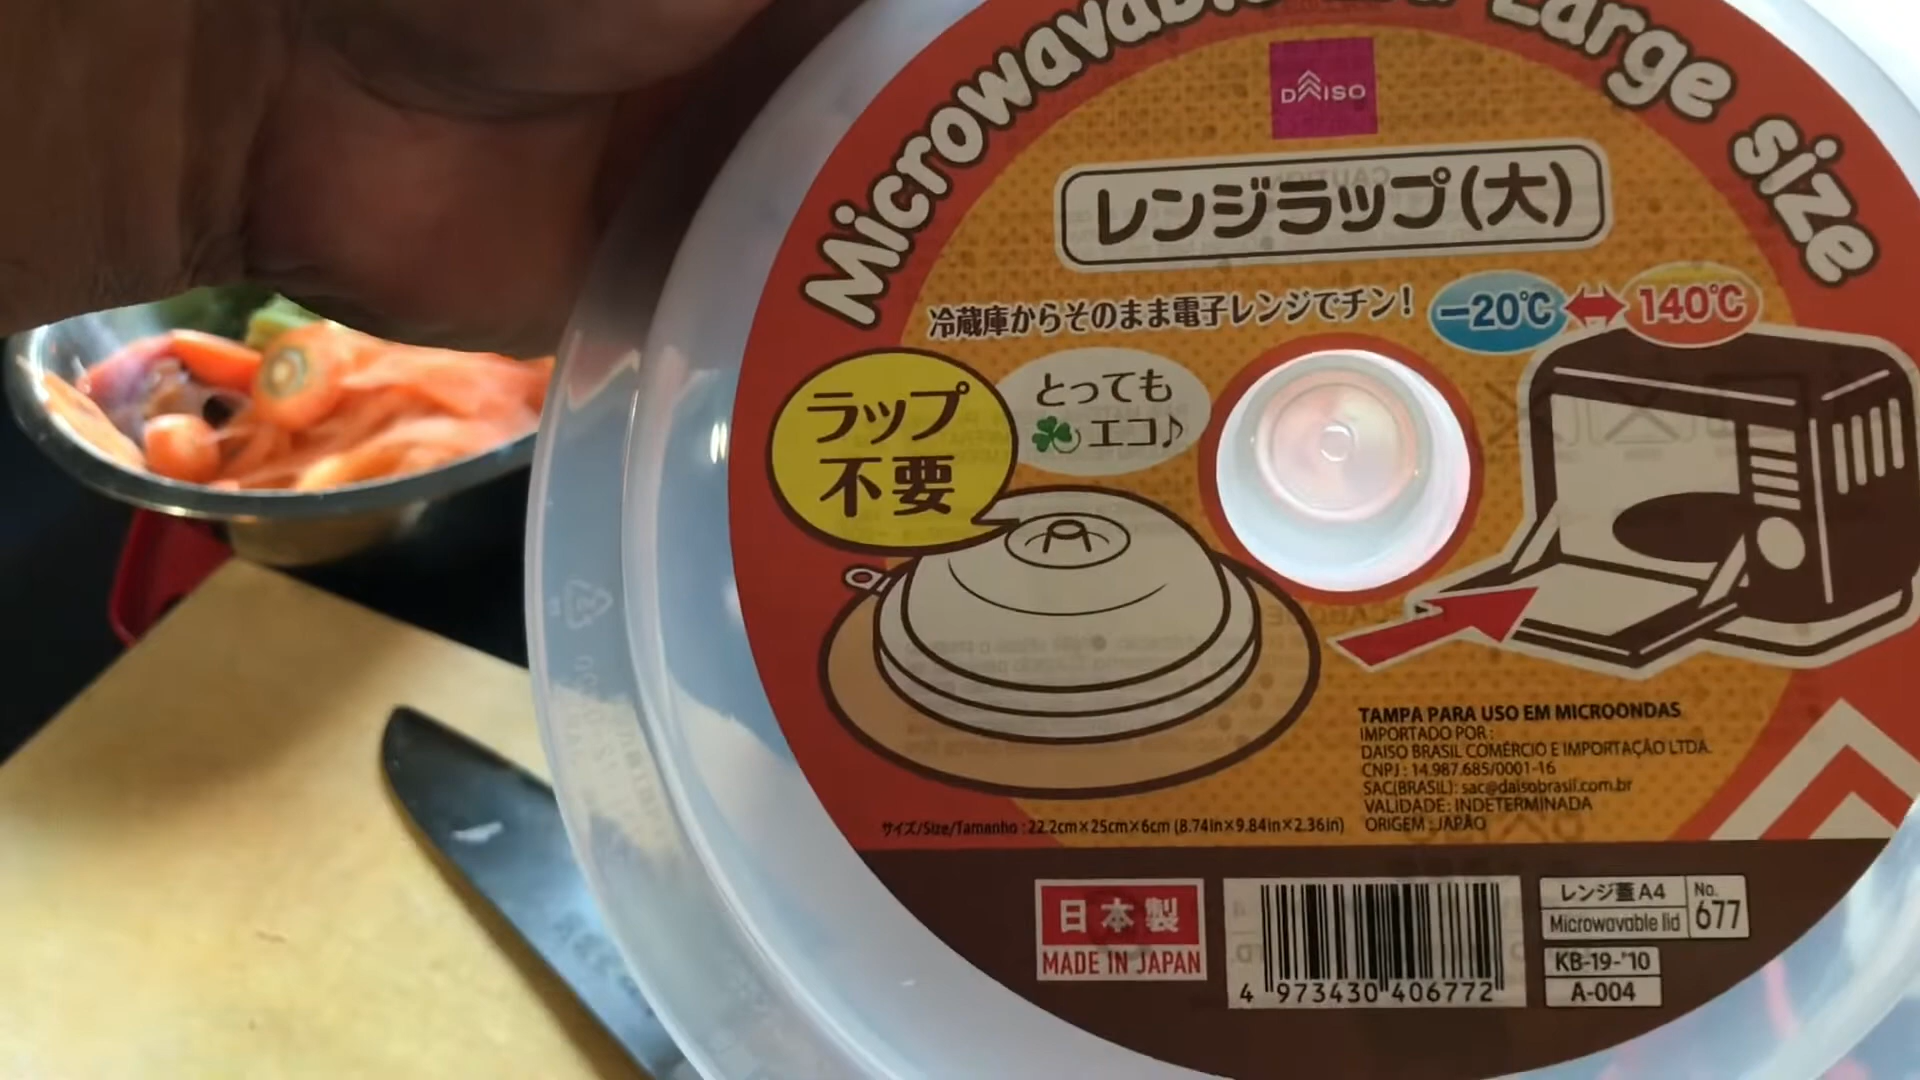 Microwavable lid Large size
DAISO
レンジラップ(大)
冷蔵庫からそのまま電子レンジでチン!
-20℃ 140℃
ラップ
不要
とっても
エコ♪
TAMPA PARA USO EM MICROONDAS
IMPORTADO POR :
DAISO BRASIL COMÉRCIO E IMPORTAÇÃO LTDA.
CNPJ : 14.987.685/0001-16
SAC(BRASIL): sac@daisobrasil.com.br
VALIDADE : INDETERMINADA
ORIGEM : JAPÃO
サイズ/Size/Tamanho : 22.2cm×25cm×6cm (8.74in×9.84in×2.36in)
日本製
MADE IN JAPAN
4 973430 406772
レンジ蓋A4
Microwavable lid
No.
677
KB-19-'10
A-004